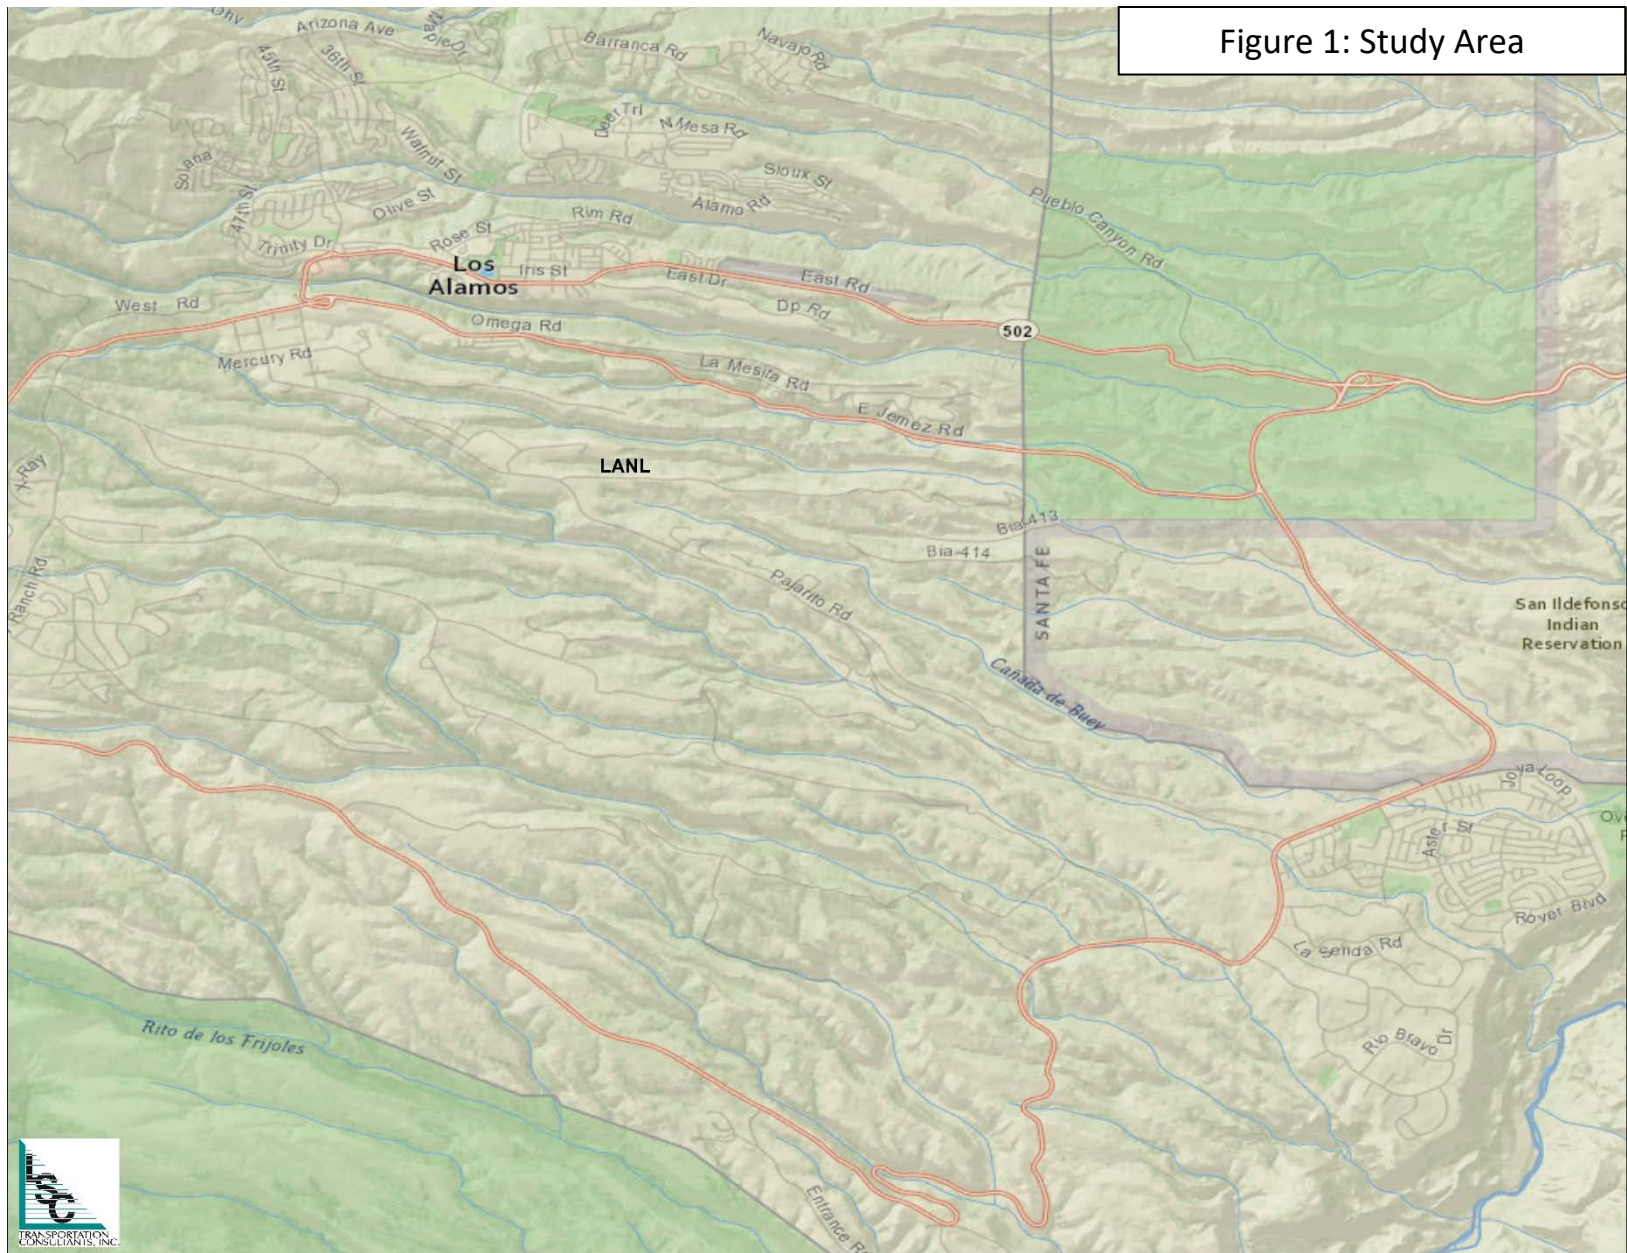 Figure 1: Study Area
Ohv
Arizona Ave
Maple Dr
45th St
36th St
Barranca Rd
Navajo Rd
Deer Trl
N Mesa Rd
Walnut St
Solana
Sioux St
47th St
Olive St
Alamo Rd
Pueblo Canyon Rd
Rim Rd
Rose St
Trinity Dr
Los
Alamos
Iris St
East Dr
East Rd
West Rd
Dp Rd
Omega Rd
502
Mercury Rd
La Mesita Rd
E Jemez Rd
X-Ray
LANL
Bia-413
Bia-414
Ranch Rd
Pajarito Rd
SANTA FE
San Ildefonso
Indian
Reservation
Cañada de Buey
Joya Loop
Aster St
Rover Blvd
La Senda Rd
Rito de los Frijoles
Rio Bravo Dr
Entrance Rd
LSC
TRANSPORTATION
CONSULTANTS, INC.